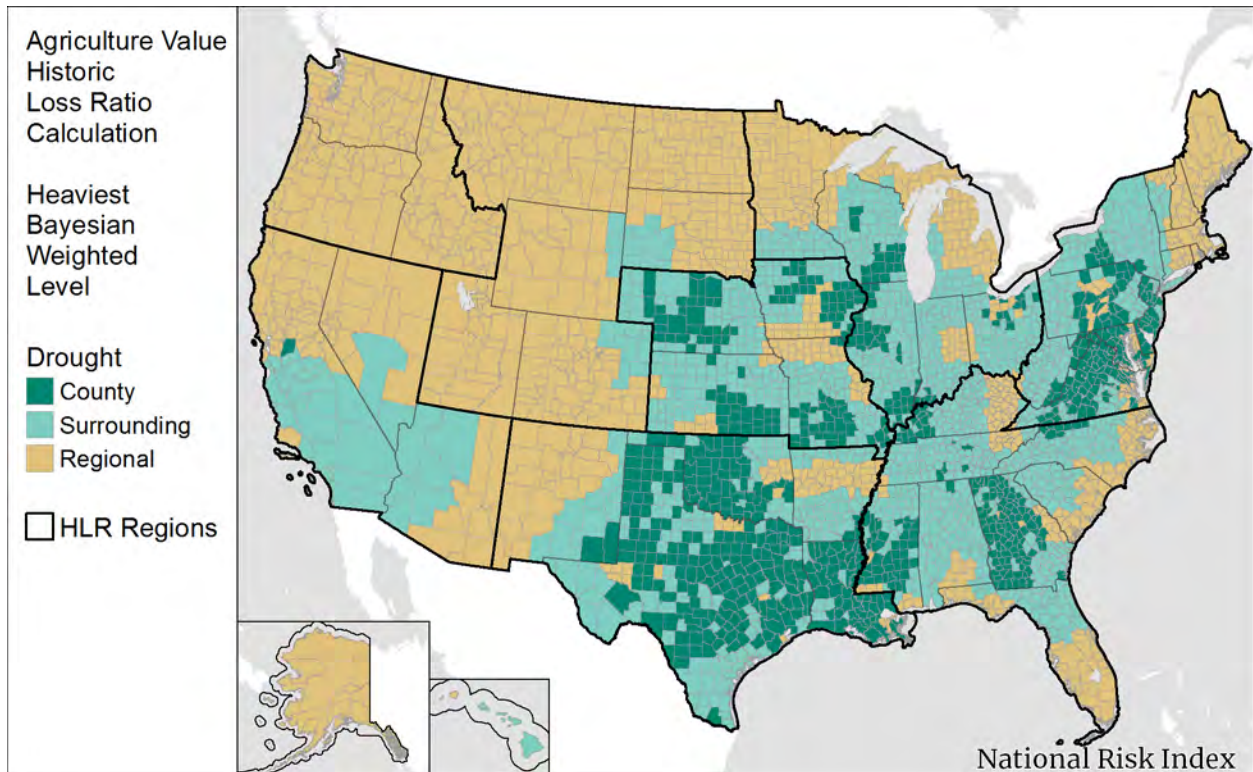 Agriculture Value
Historic
Loss Ratio
Calculation
Heaviest
Bayesian
Weighted
Level
Drought
County
Surrounding
Regional
HLR Regions
National Risk Index